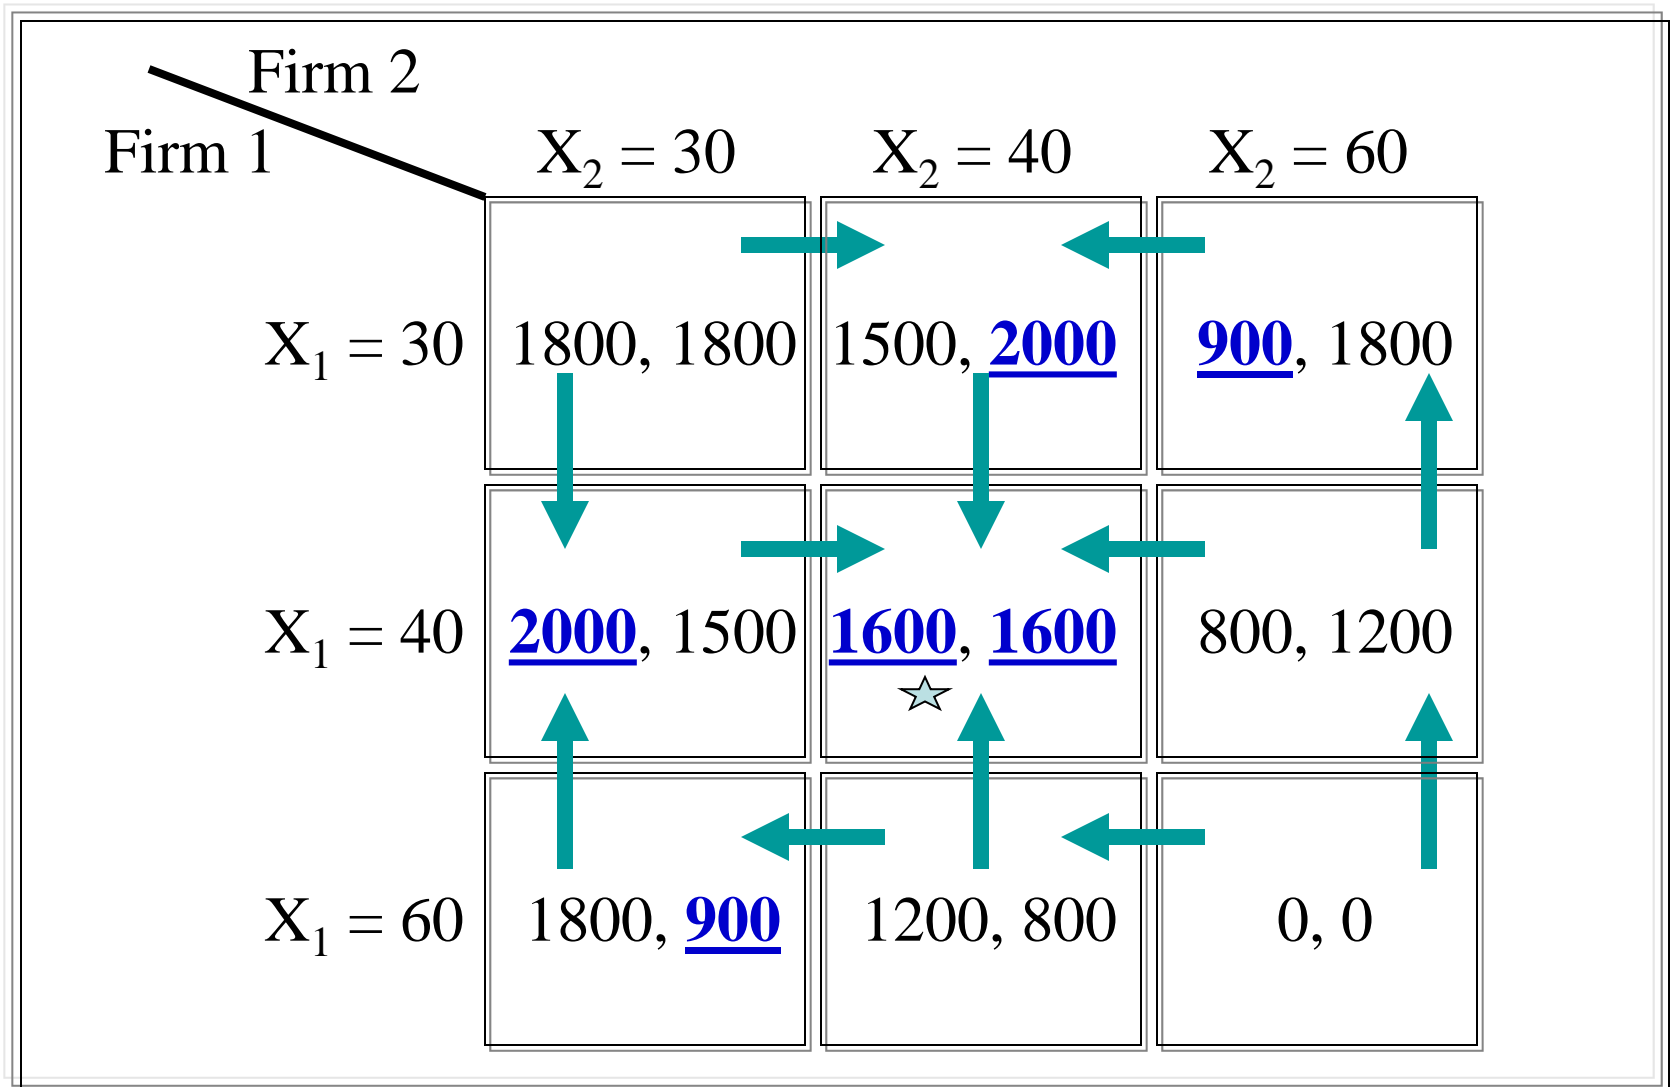 Firm 2
Firm 1
X₂ = 30 X₂ = 40 X₂ = 60
X₁ = 30 1800, 1800 1500, 2000 900, 1800
X₁ = 40 2000, 1500 1600, 1600 800, 1200
X₁ = 60 1800, 900 1200, 800 0, 0